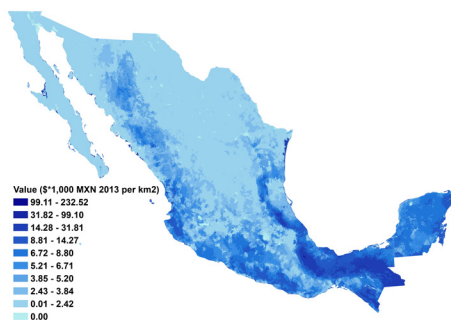 Value ($*1,000 MXN 2013 per km2)
99.11 - 232.52
31.82 - 99.10
14.28 - 31.81
8.81 - 14.27
6.72 - 8.80
5.21 - 6.71
3.85 - 5.20
2.43 - 3.84
0.01 - 2.42
0.00